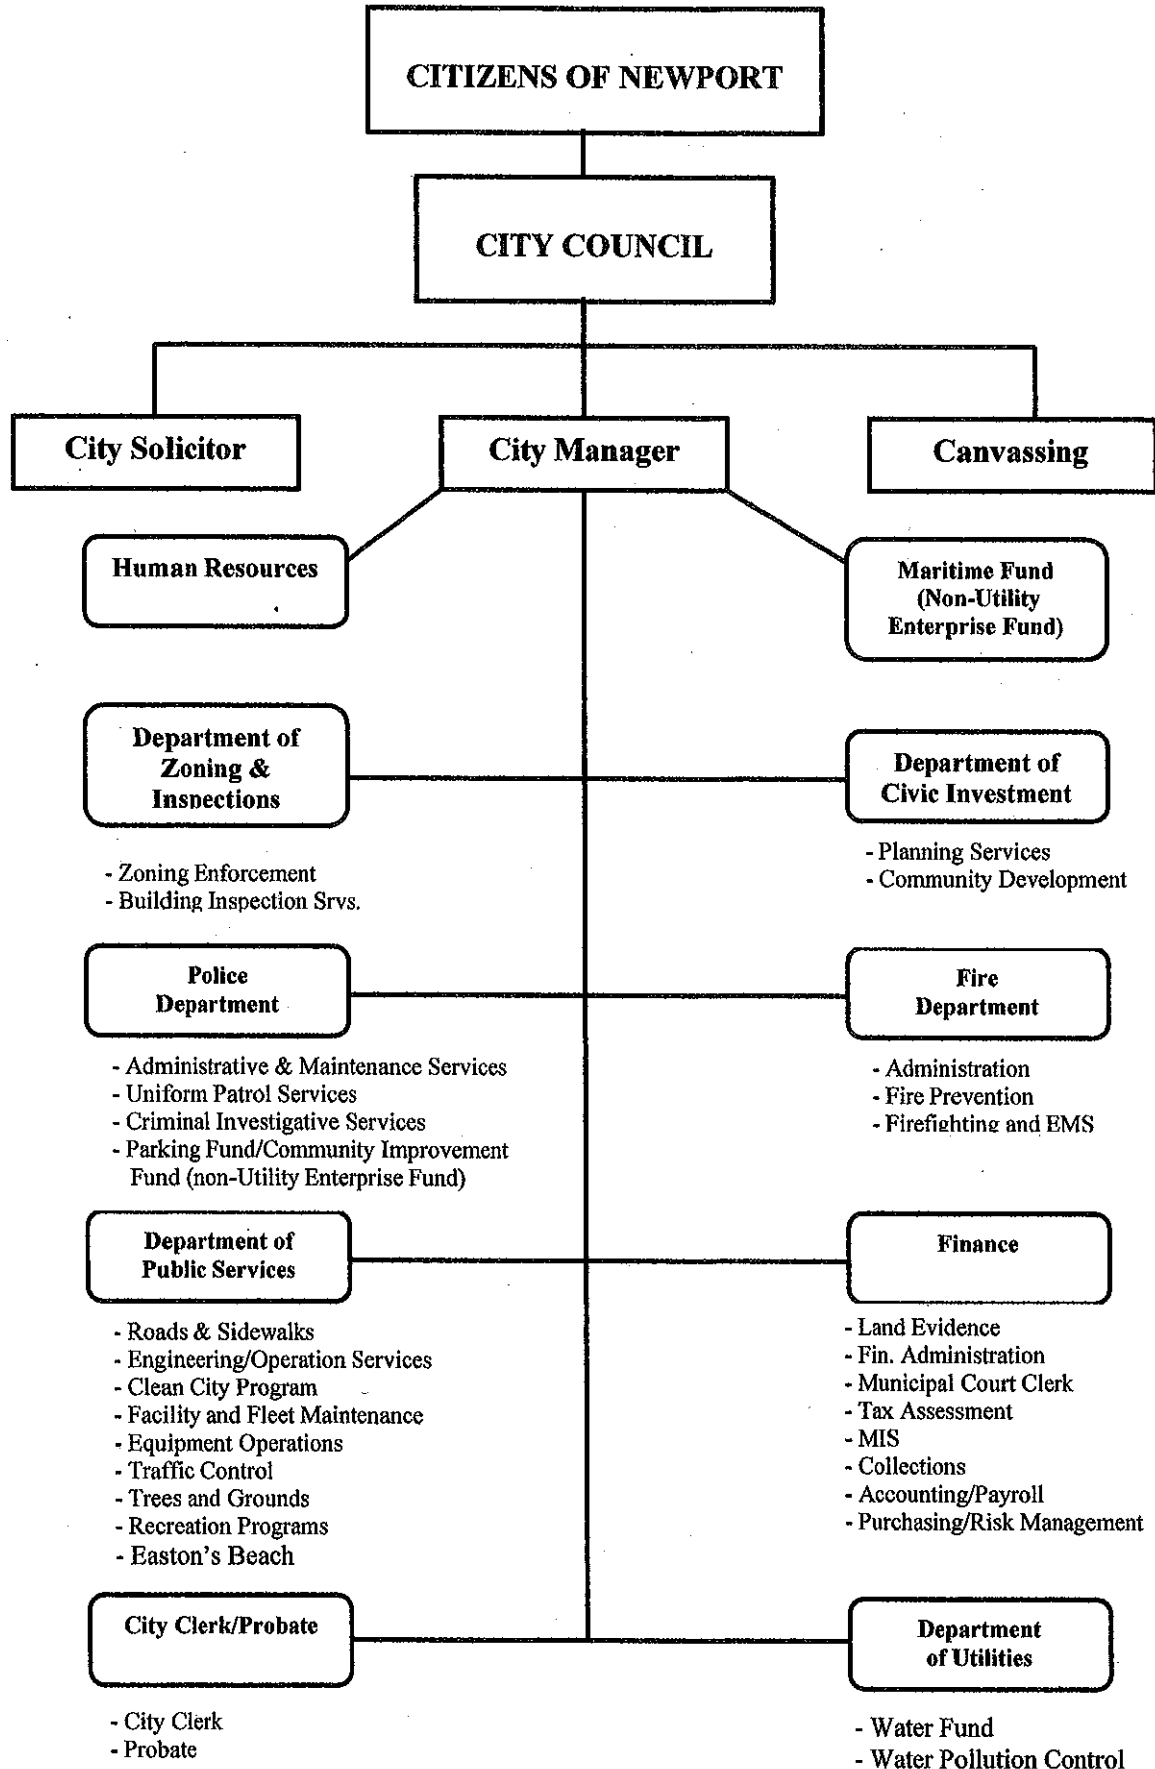 CITIZENS OF NEWPORT
CITY COUNCIL
City Solicitor
City Manager
Canvassing
Human Resources
Maritime Fund
(Non-Utility
Enterprise Fund)
Department of
Zoning &
Inspections
Department of
Civic Investment
- Zoning Enforcement
- Building Inspection Srvs.
- Planning Services
- Community Development
Police
Department
Fire
Department
- Administrative & Maintenance Services
- Uniform Patrol Services
- Criminal Investigative Services
- Parking Fund/Community Improvement
Fund (non-Utility Enterprise Fund)
- Administration
- Fire Prevention
- Firefighting and EMS
Department of
Public Services
Finance
- Roads & Sidewalks
- Engineering/Operation Services
- Clean City Program
- Facility and Fleet Maintenance
- Equipment Operations
- Traffic Control
- Trees and Grounds
- Recreation Programs
- Easton's Beach
- Land Evidence
- Fin. Administration
- Municipal Court Clerk
- Tax Assessment
- MIS
- Collections
- Accounting/Payroll
- Purchasing/Risk Management
City Clerk/Probate
Department
of Utilities
- City Clerk
- Probate
- Water Fund
- Water Pollution Control